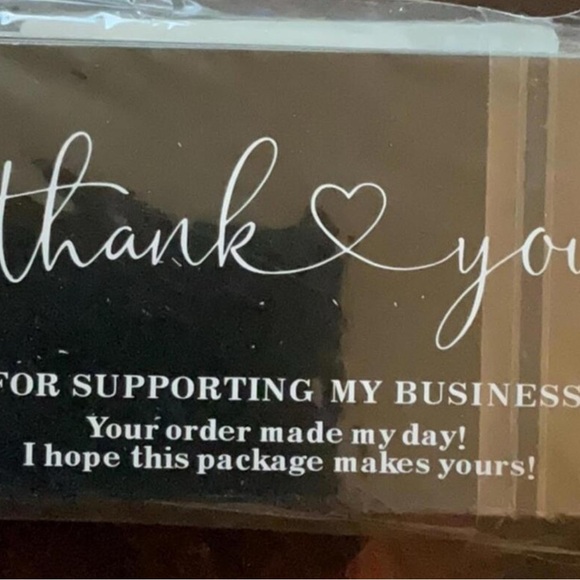 thank you
FOR SUPPORTING MY BUSINESS
Your order made my day!
I hope this package makes yours!